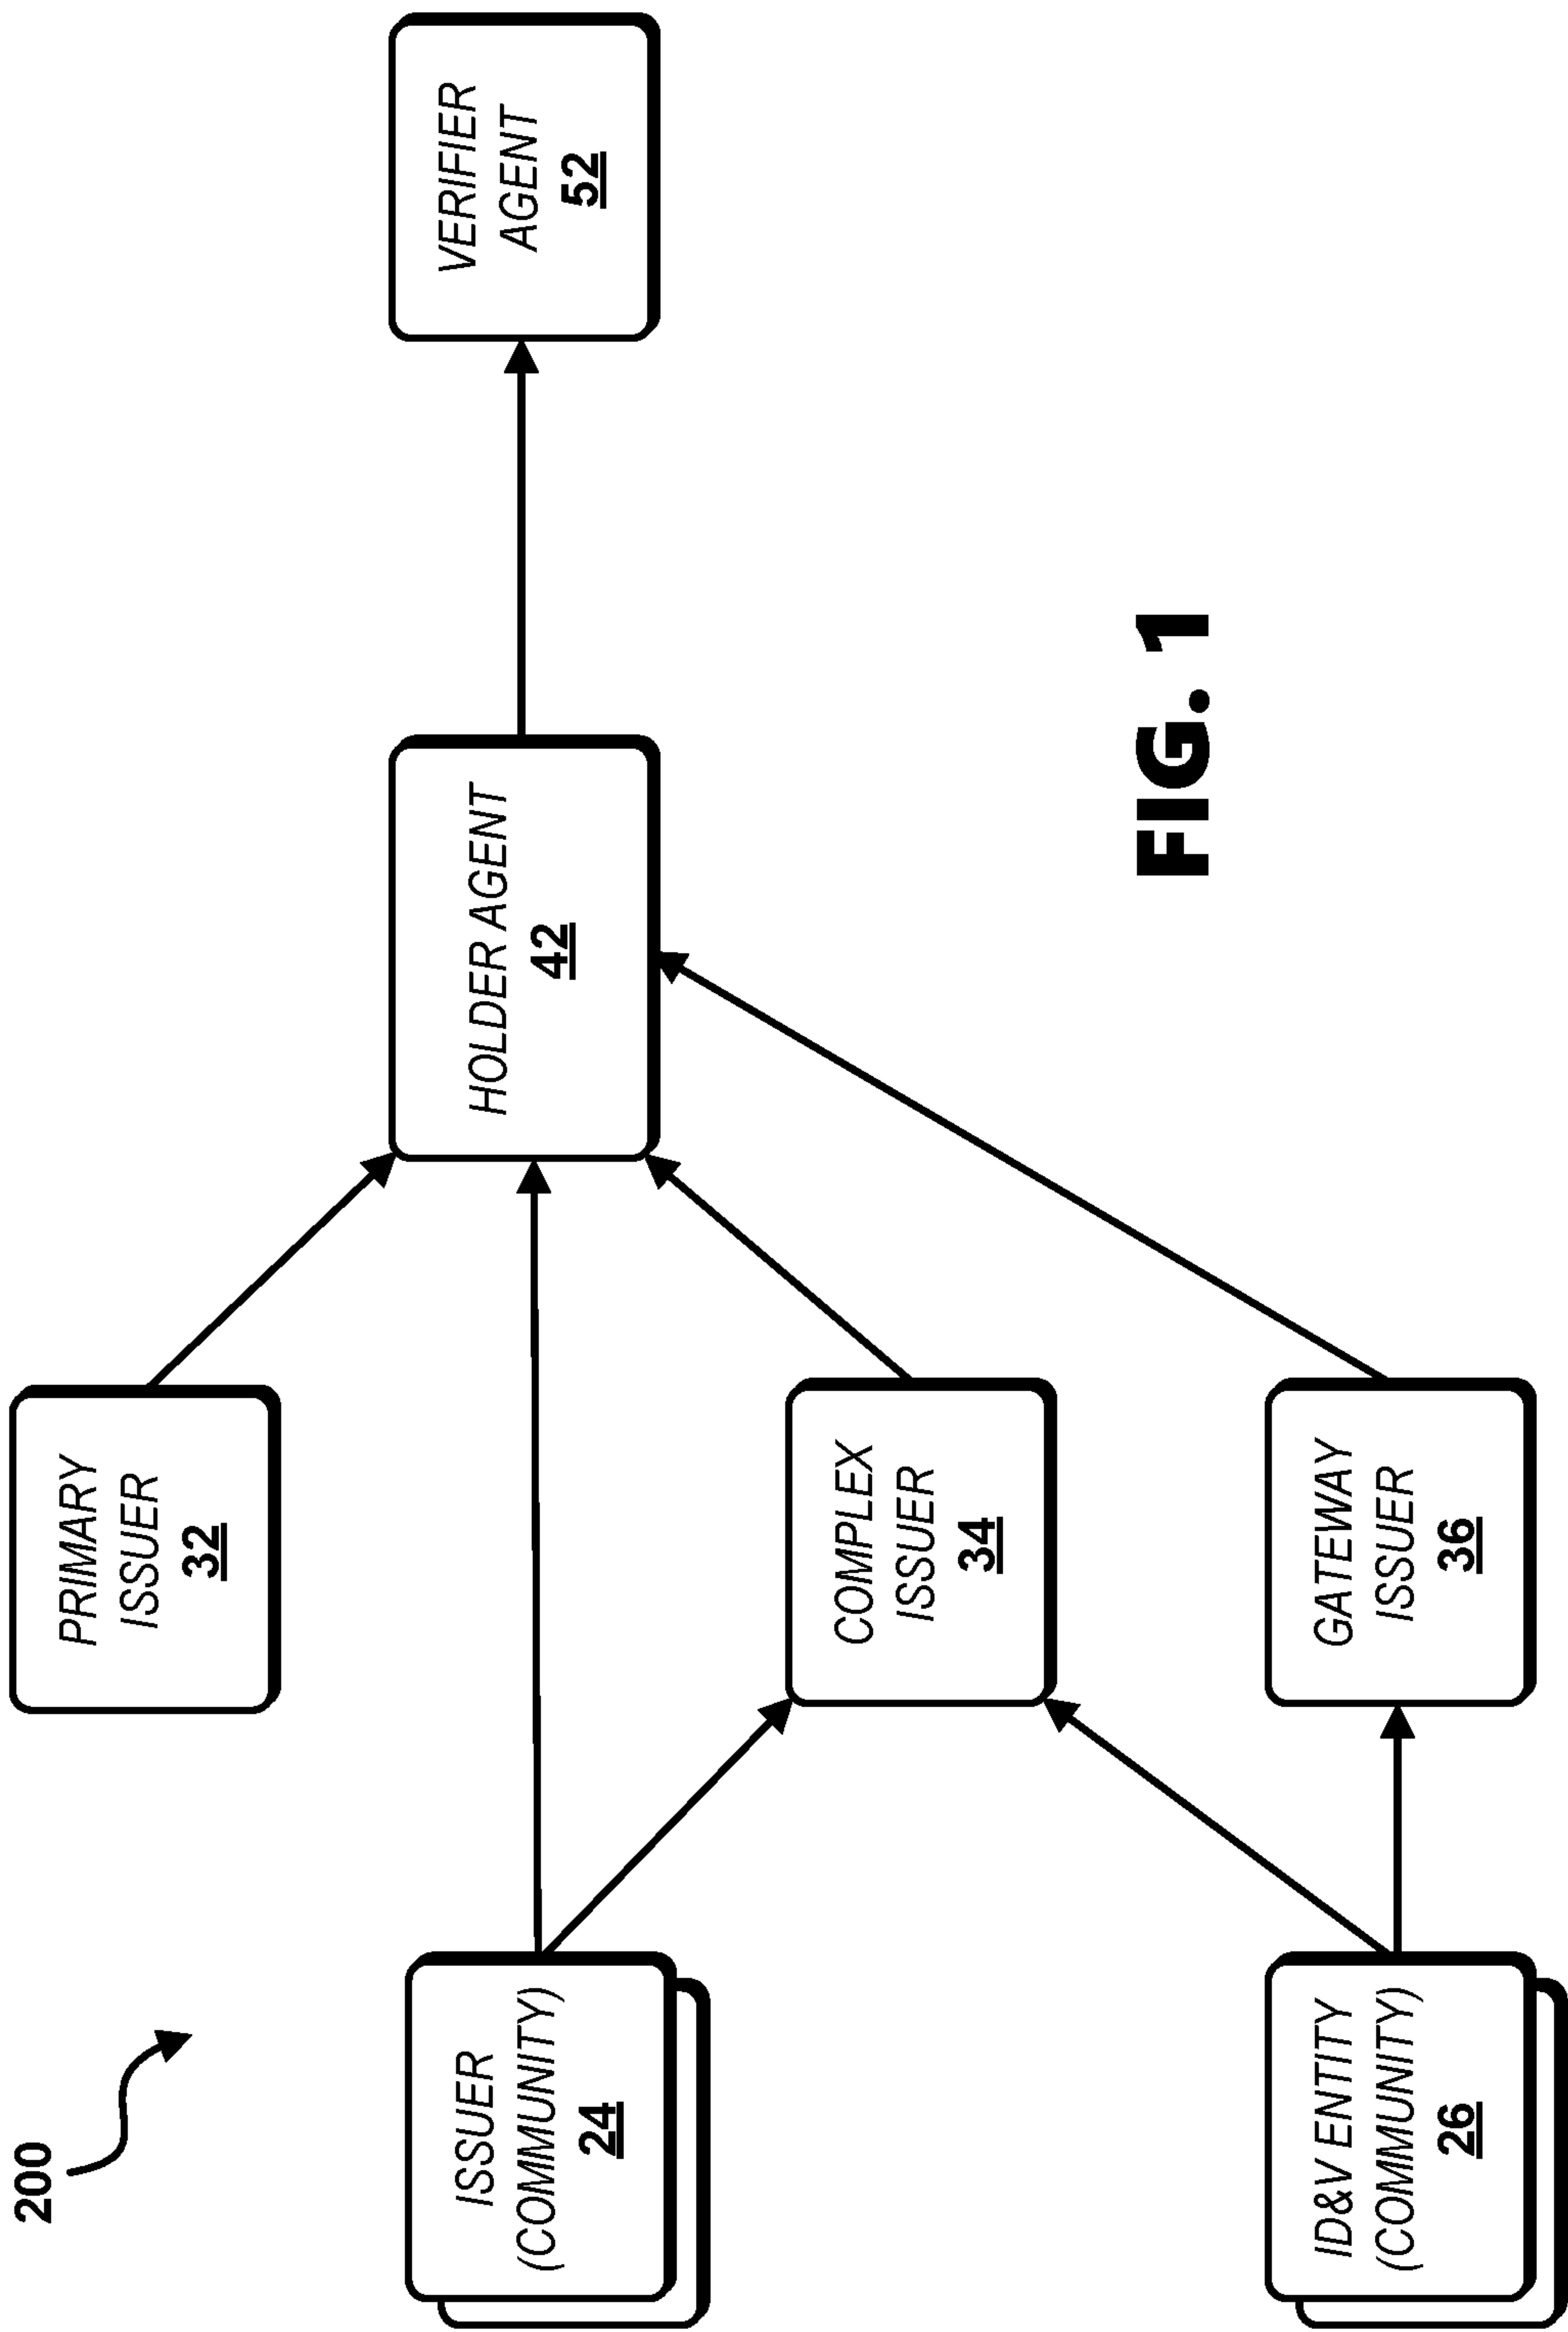 200
PRIMARY
ISSUER
32
ISSUER
(COMMUNITY)
24
HOLDER AGENT
42
VERIFIER
AGENT
52
COMPLEX
ISSUER
34
ID&V ENTITY
(COMMUNITY)
26
GATEWAY
ISSUER
36
FIG. 1